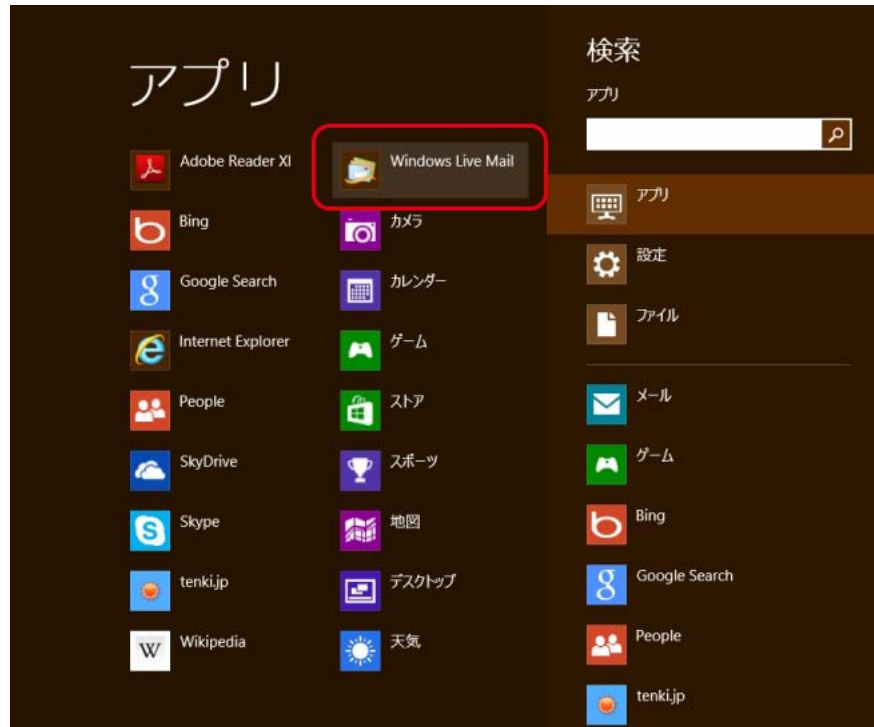 アプリ
Adobe Reader XI
Bing
Google Search
Internet Explorer
People
SkyDrive
Skype
tenki.jp
Wikipedia
Windows Live Mail
カメラ
カレンダー
ゲーム
ストア
スポーツ
地図
デスクトップ
天気
検索
アプリ
アプリ
設定
ファイル
メール
ゲーム
Bing
Google Search
People
tenki.jp